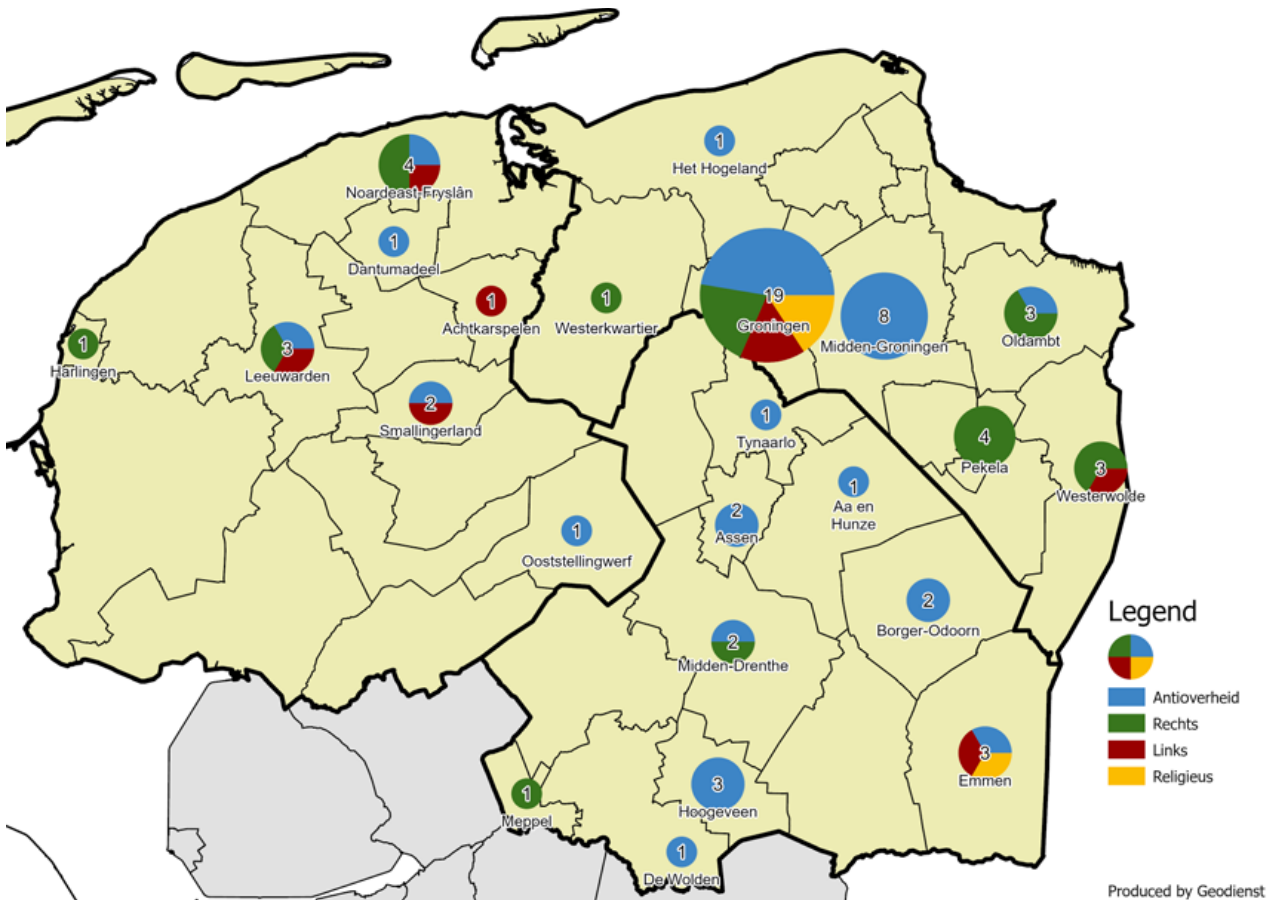 1
Het Hogeland
4
Noardeast-Fryslân
1
Dantumadeel
1
Achtkarspelen
1
Westerkwartier
19
Groningen
8
Midden-Groningen
3
Oldambt
1
Harlingen
3
Leeuwarden
2
Smallingerland
1
Tynaarlo
4
Pekela
3
Westerwolde
1
Aa en
Hunze
2
Assen
1
Ooststellingwerf
2
Borger-Odoorn
2
Midden-Drenthe
3
Emmen
3
Hoogeveen
1
Meppel
1
De Wolden
Legend
Antioverheid
Rechts
Links
Religieus
Produced by Geodienst